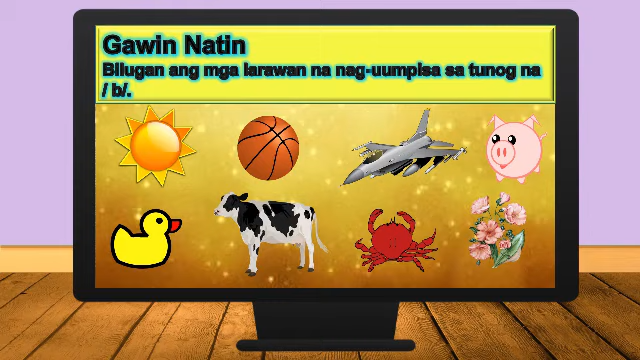 Gawin Natin
Bilugan ang mga larawan na nag-uumpisa sa tunog na
/ b/.